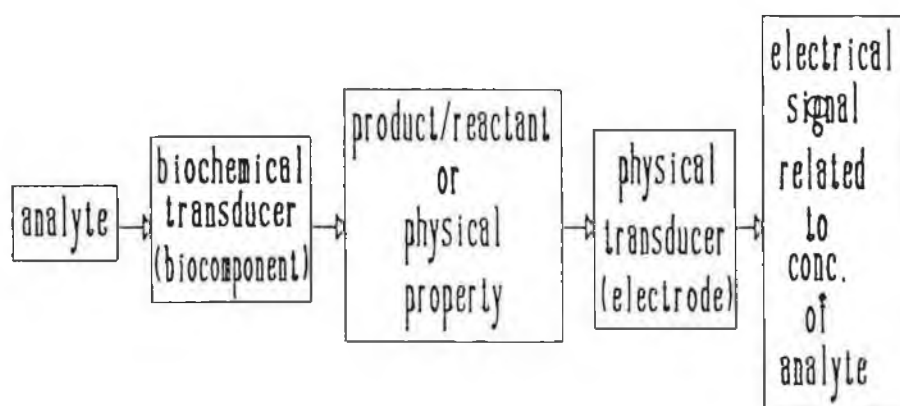 analyte
biochemical
transducer
(biocomponent)
product/reactant
or
physical
property
physical
transducer
(electrode)
electrical
signal
related
to
conc.
of
analyte